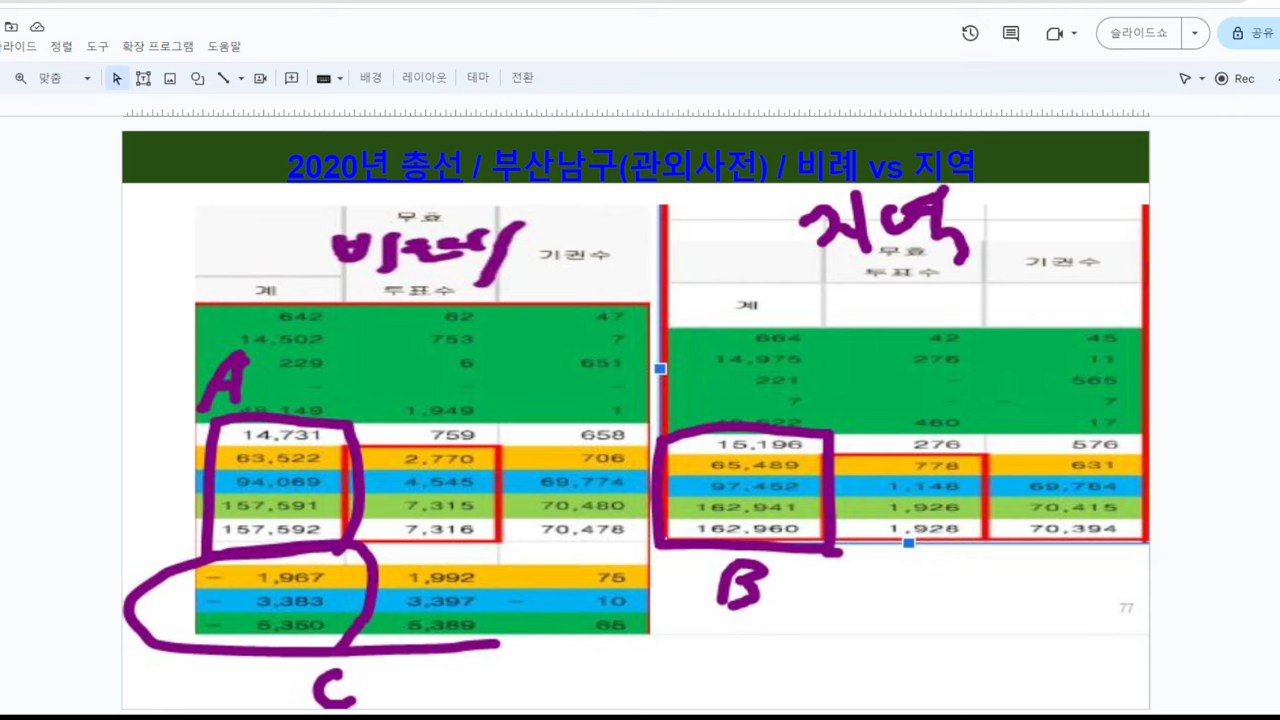 라이드 정렬 도구 확장 프로그램 도움말
슬라이드쇼
공유
맞춤
배경 레이아웃 테마 전환
Rec
2020년 총선 / 부산남구(관외사전) / 비례 vs 지역
비례
무효
투표수
기권수
계
642 62 47
14,502 753 7
229 6 651
– – –
48,149 1,949 1
14,731 759 658
63,522 2,770 706
94,069 4,545 69,774
157,591 7,315 70,480
157,592 7,316 70,478
– 1,967 1,992 75
– 3,383 3,397 – 10
– 5,350 5,389 65
A
C
지역
무효
투표수
기권수
계
664 42 45
14,975 276 11
221 – 565
7 – – 7
460 17
15,196 276 576
65,489 778 631
97,452 1,148 69,784
162,941 1,926 70,415
162,960 1,928 70,394
B
77